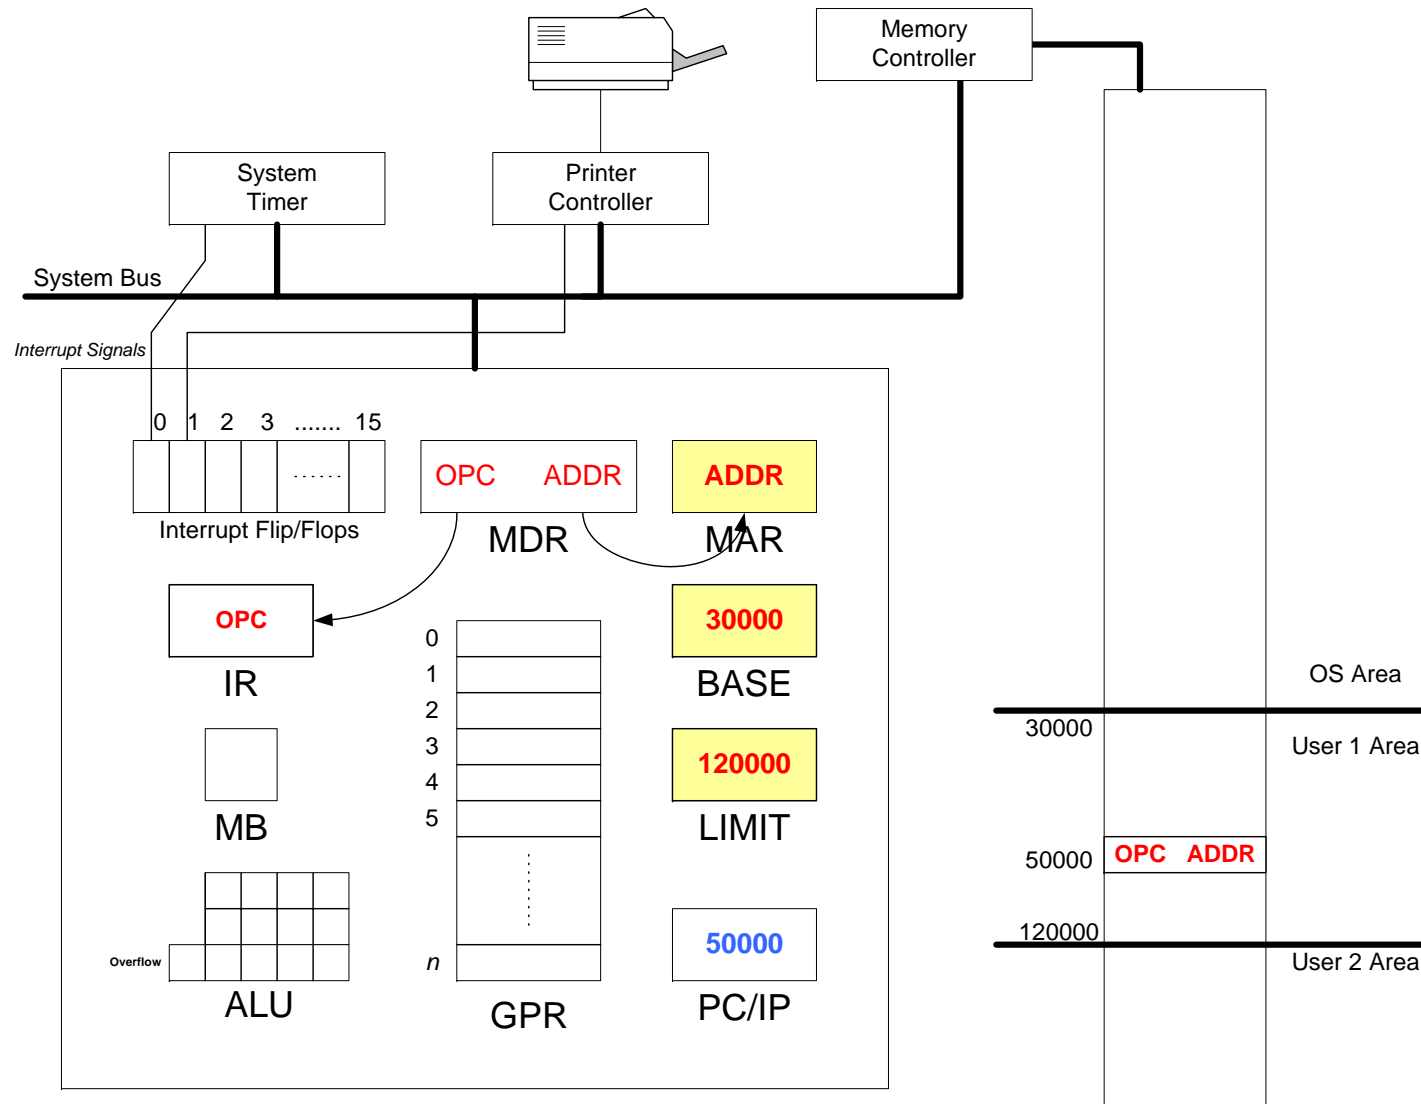 Memory
Controller
System
Timer
Printer
Controller
System Bus
Interrupt Signals
0 1 2 3 ....... 15
......
Interrupt Flip/Flops
OPC ADDR
MDR
ADDR
MAR
OPC
IR
30000
BASE
MB
120000
LIMIT
0
1
2
3
4
5
n
GPR
Overflow
ALU
50000
PC/IP
OS Area
30000
User 1 Area
50000
OPC ADDR
120000
User 2 Area